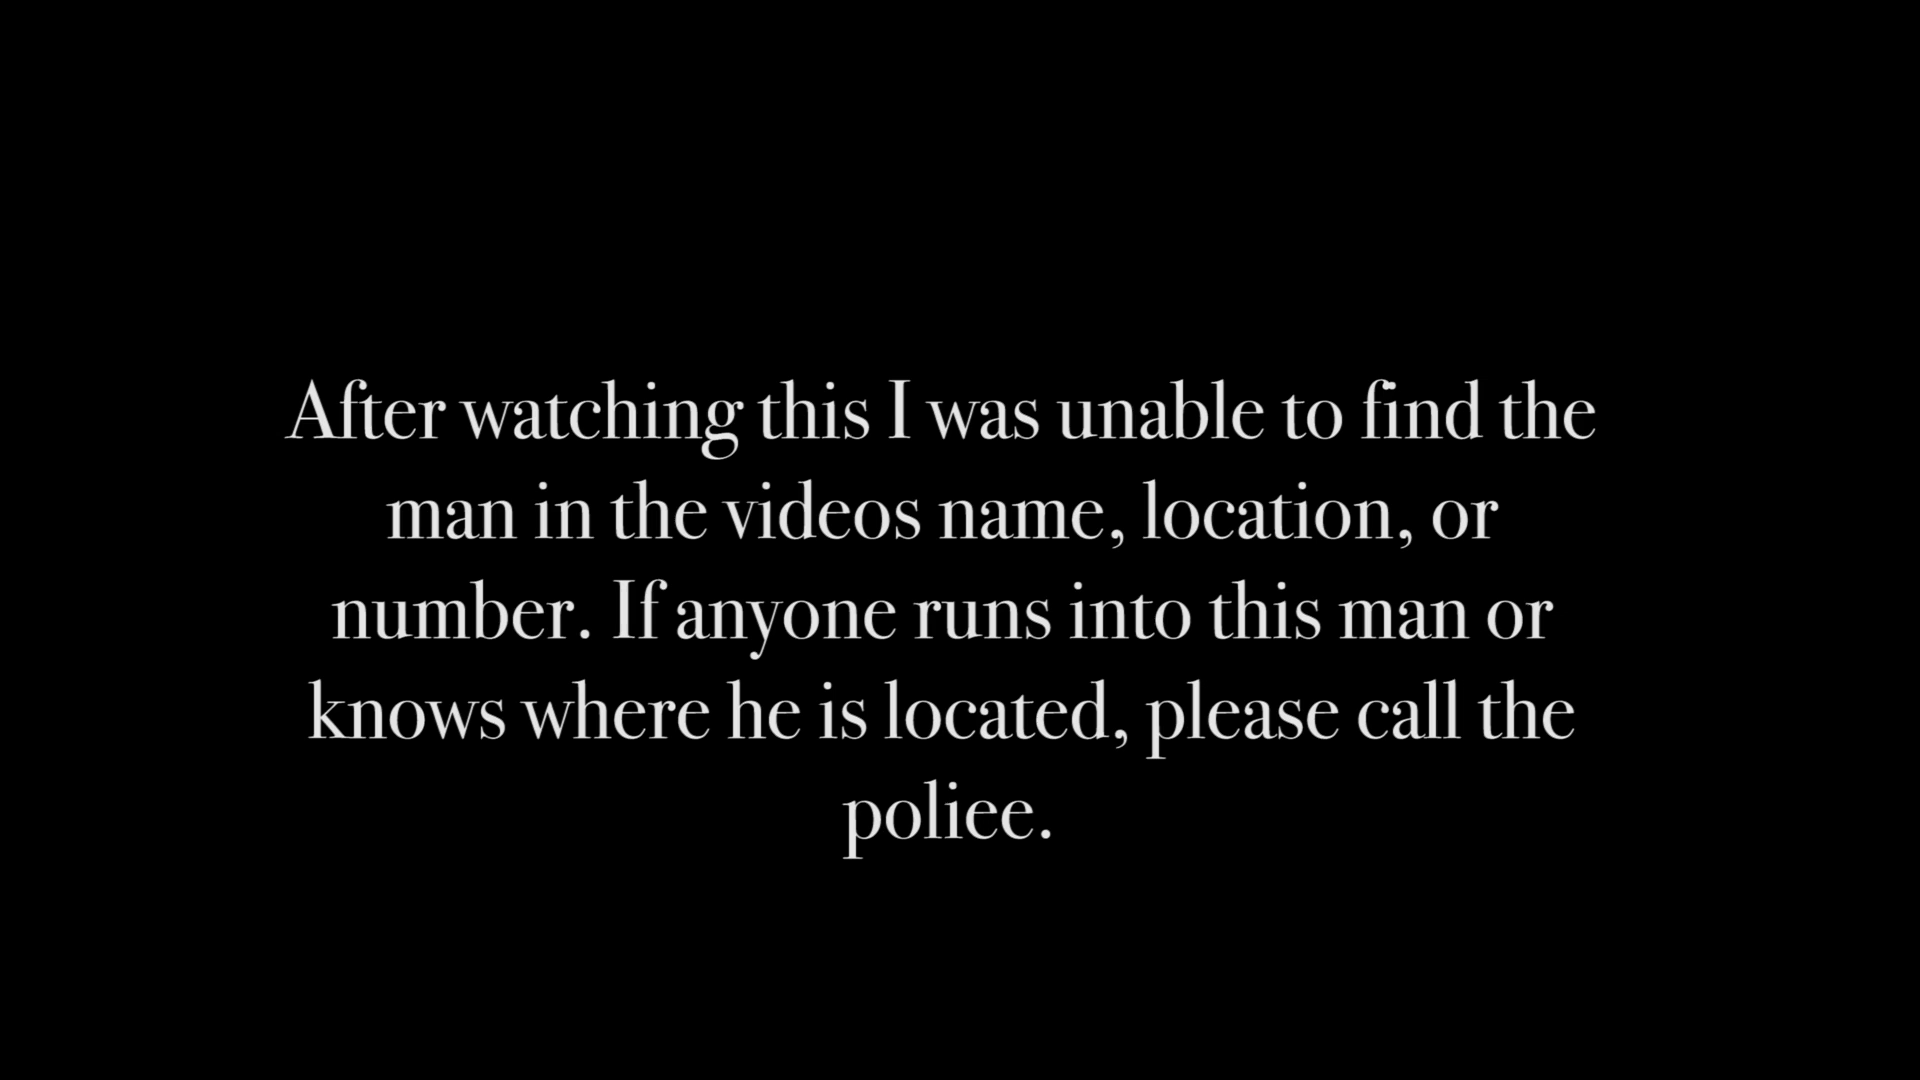 After watching this I was unable to find the
man in the videos name, location, or
number. If anyone runs into this man or
knows where he is located, please call the
poliee.